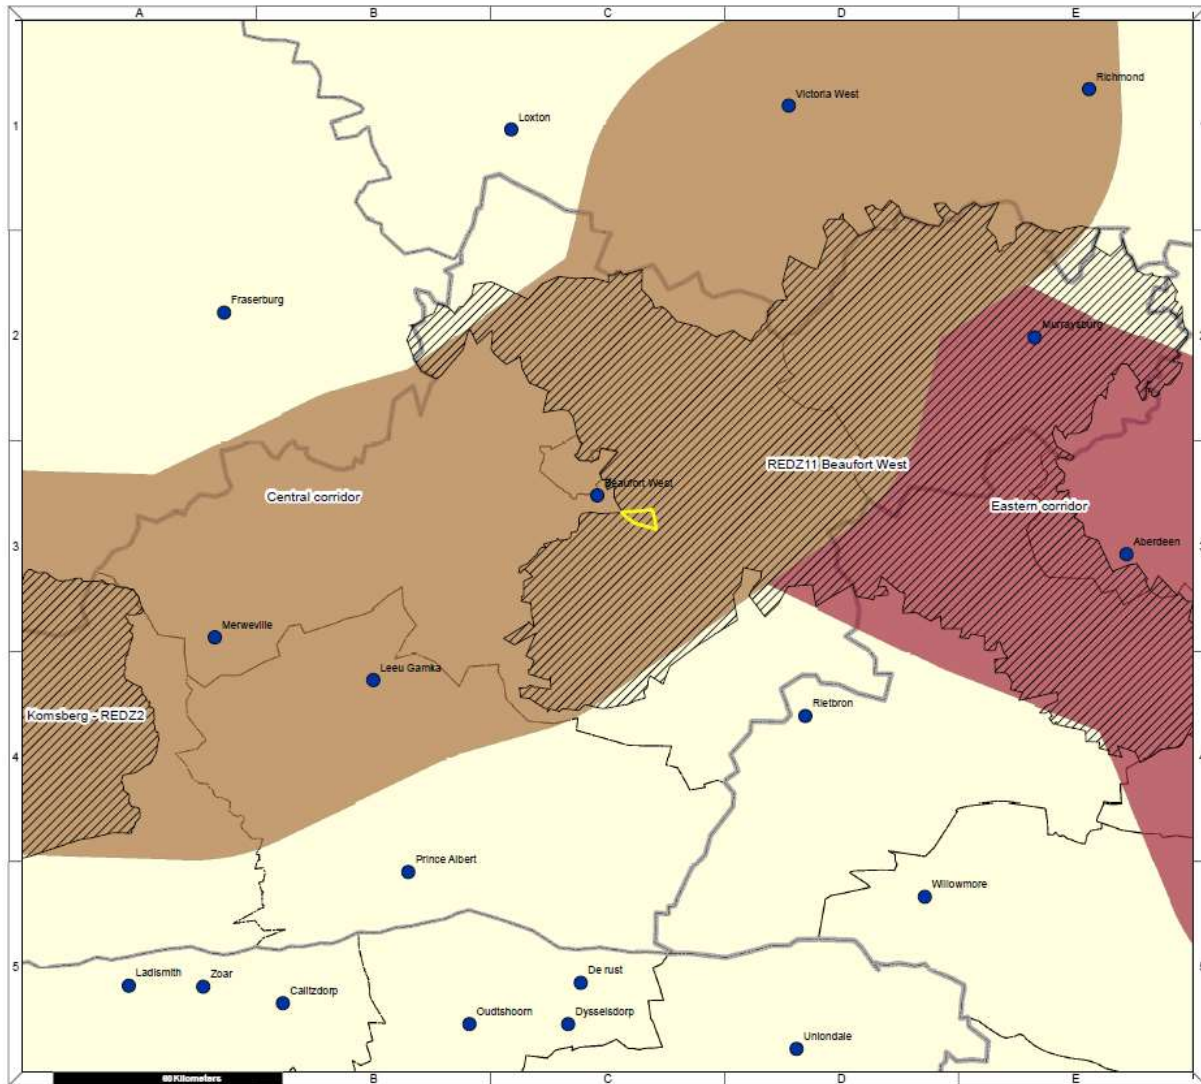 A B C D E
1
Richmond
Victoria West
Loxton
Fraserburg
2
Murraysburg
REDZ11 Beaufort West
Beaufort West
Central corridor
Eastern corridor
3
Aberdeen
Merweville
Leeu Gamka
Komsberg - REDZ2
Rietbron
4
Prince Albert
Willowmore
5
Ladismith
Zoar
Calitzdorp
De rust
Oudtshoorn
Dysselsdorp
Uniondale
60 Kilometers
B C D E